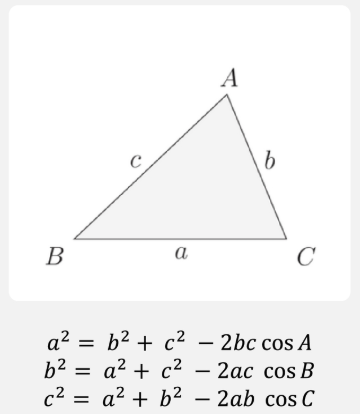 A
c
b
B
a
C
a² = b² + c² − 2bc cos A
b² = a² + c² − 2ac cos B
c² = a² + b² − 2ab cos C